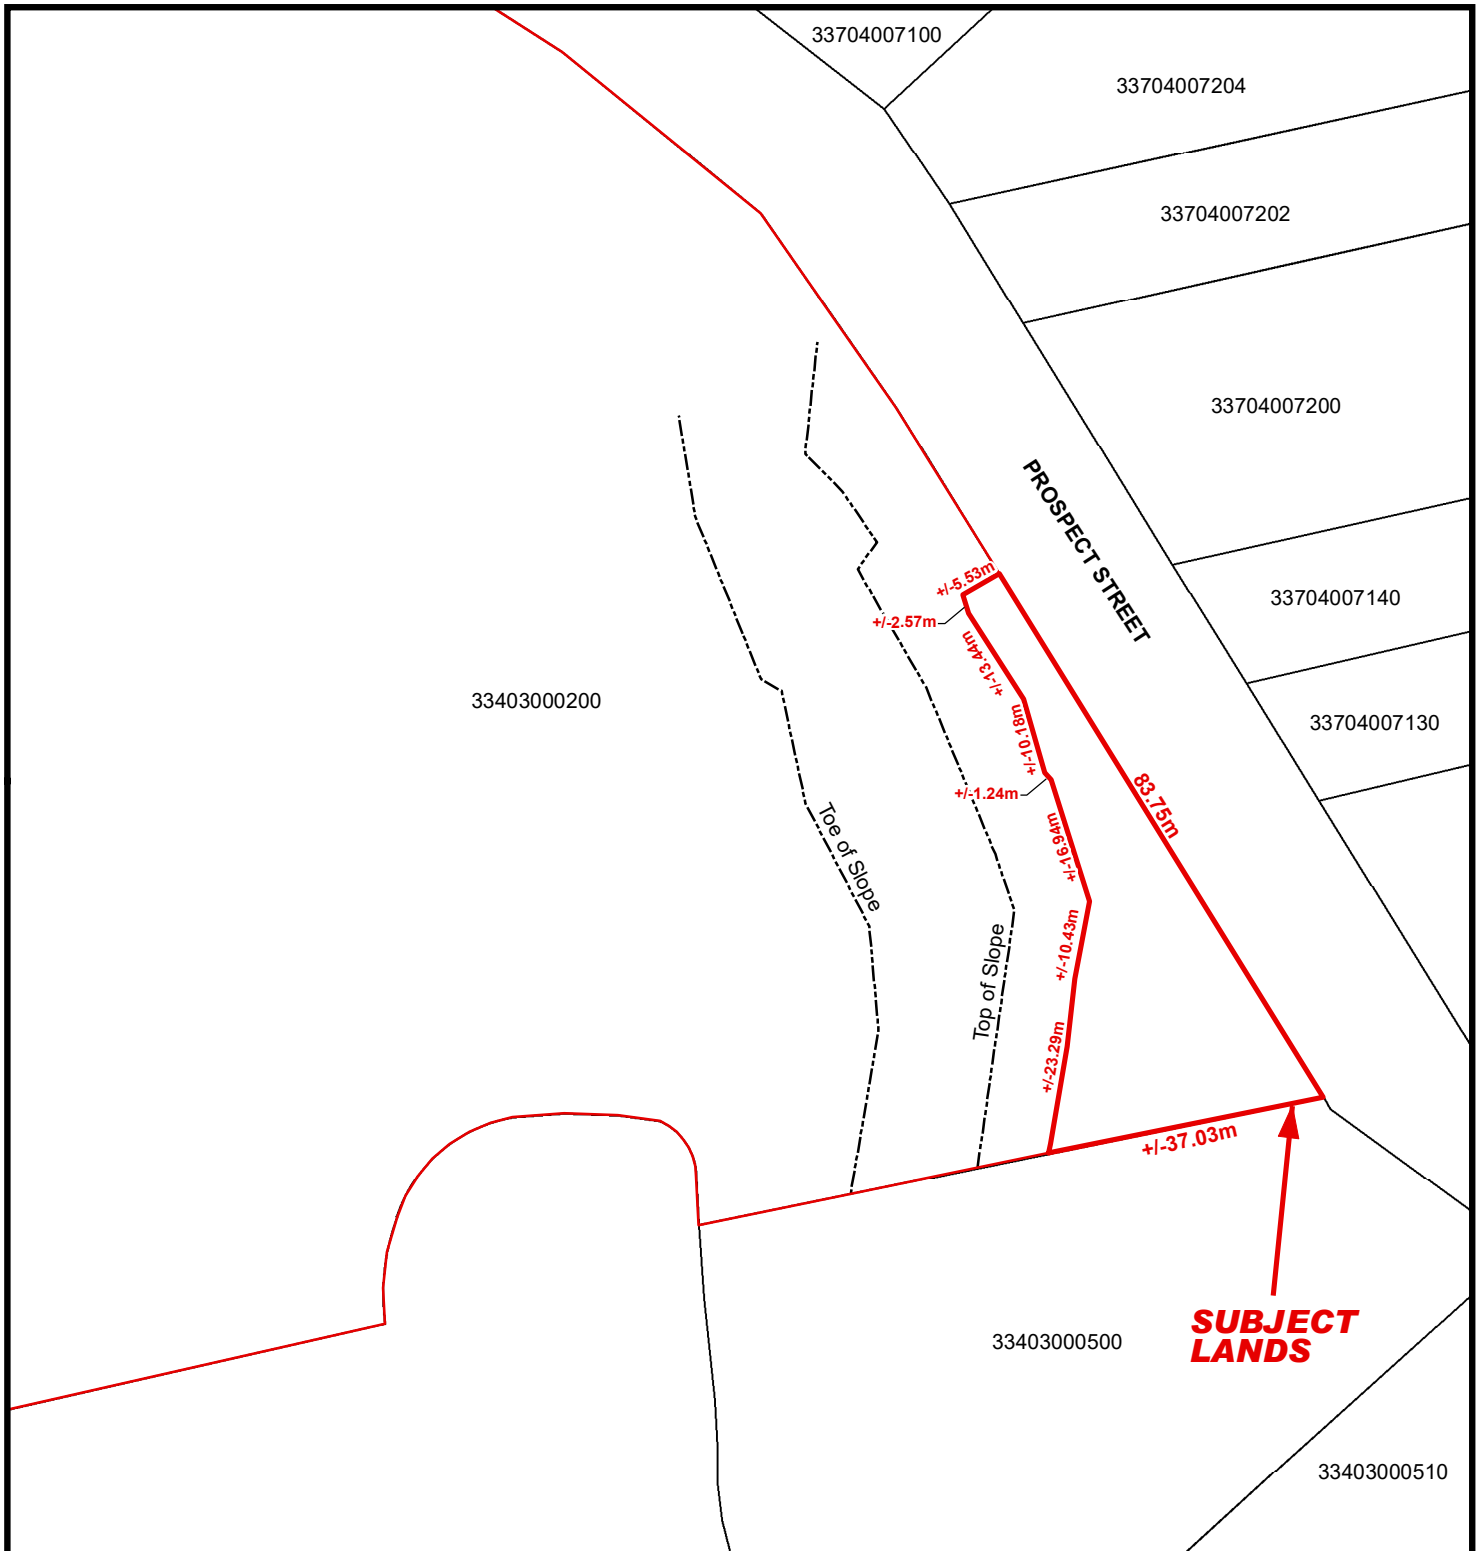 33704007100
33704007204
33704007202
33704007200
PROSPECT STREET
33704007140
33704007130
+/-5.53m
+/-2.57m
+/-13.44m
+/-10.18m
+/-1.24m
83.75m
+/-16.94m
+/-10.43m
+/-23.29m
+/-37.03m
33403000200
Toe of Slope
Top of Slope
SUBJECT
LANDS
33403000500
33403000510